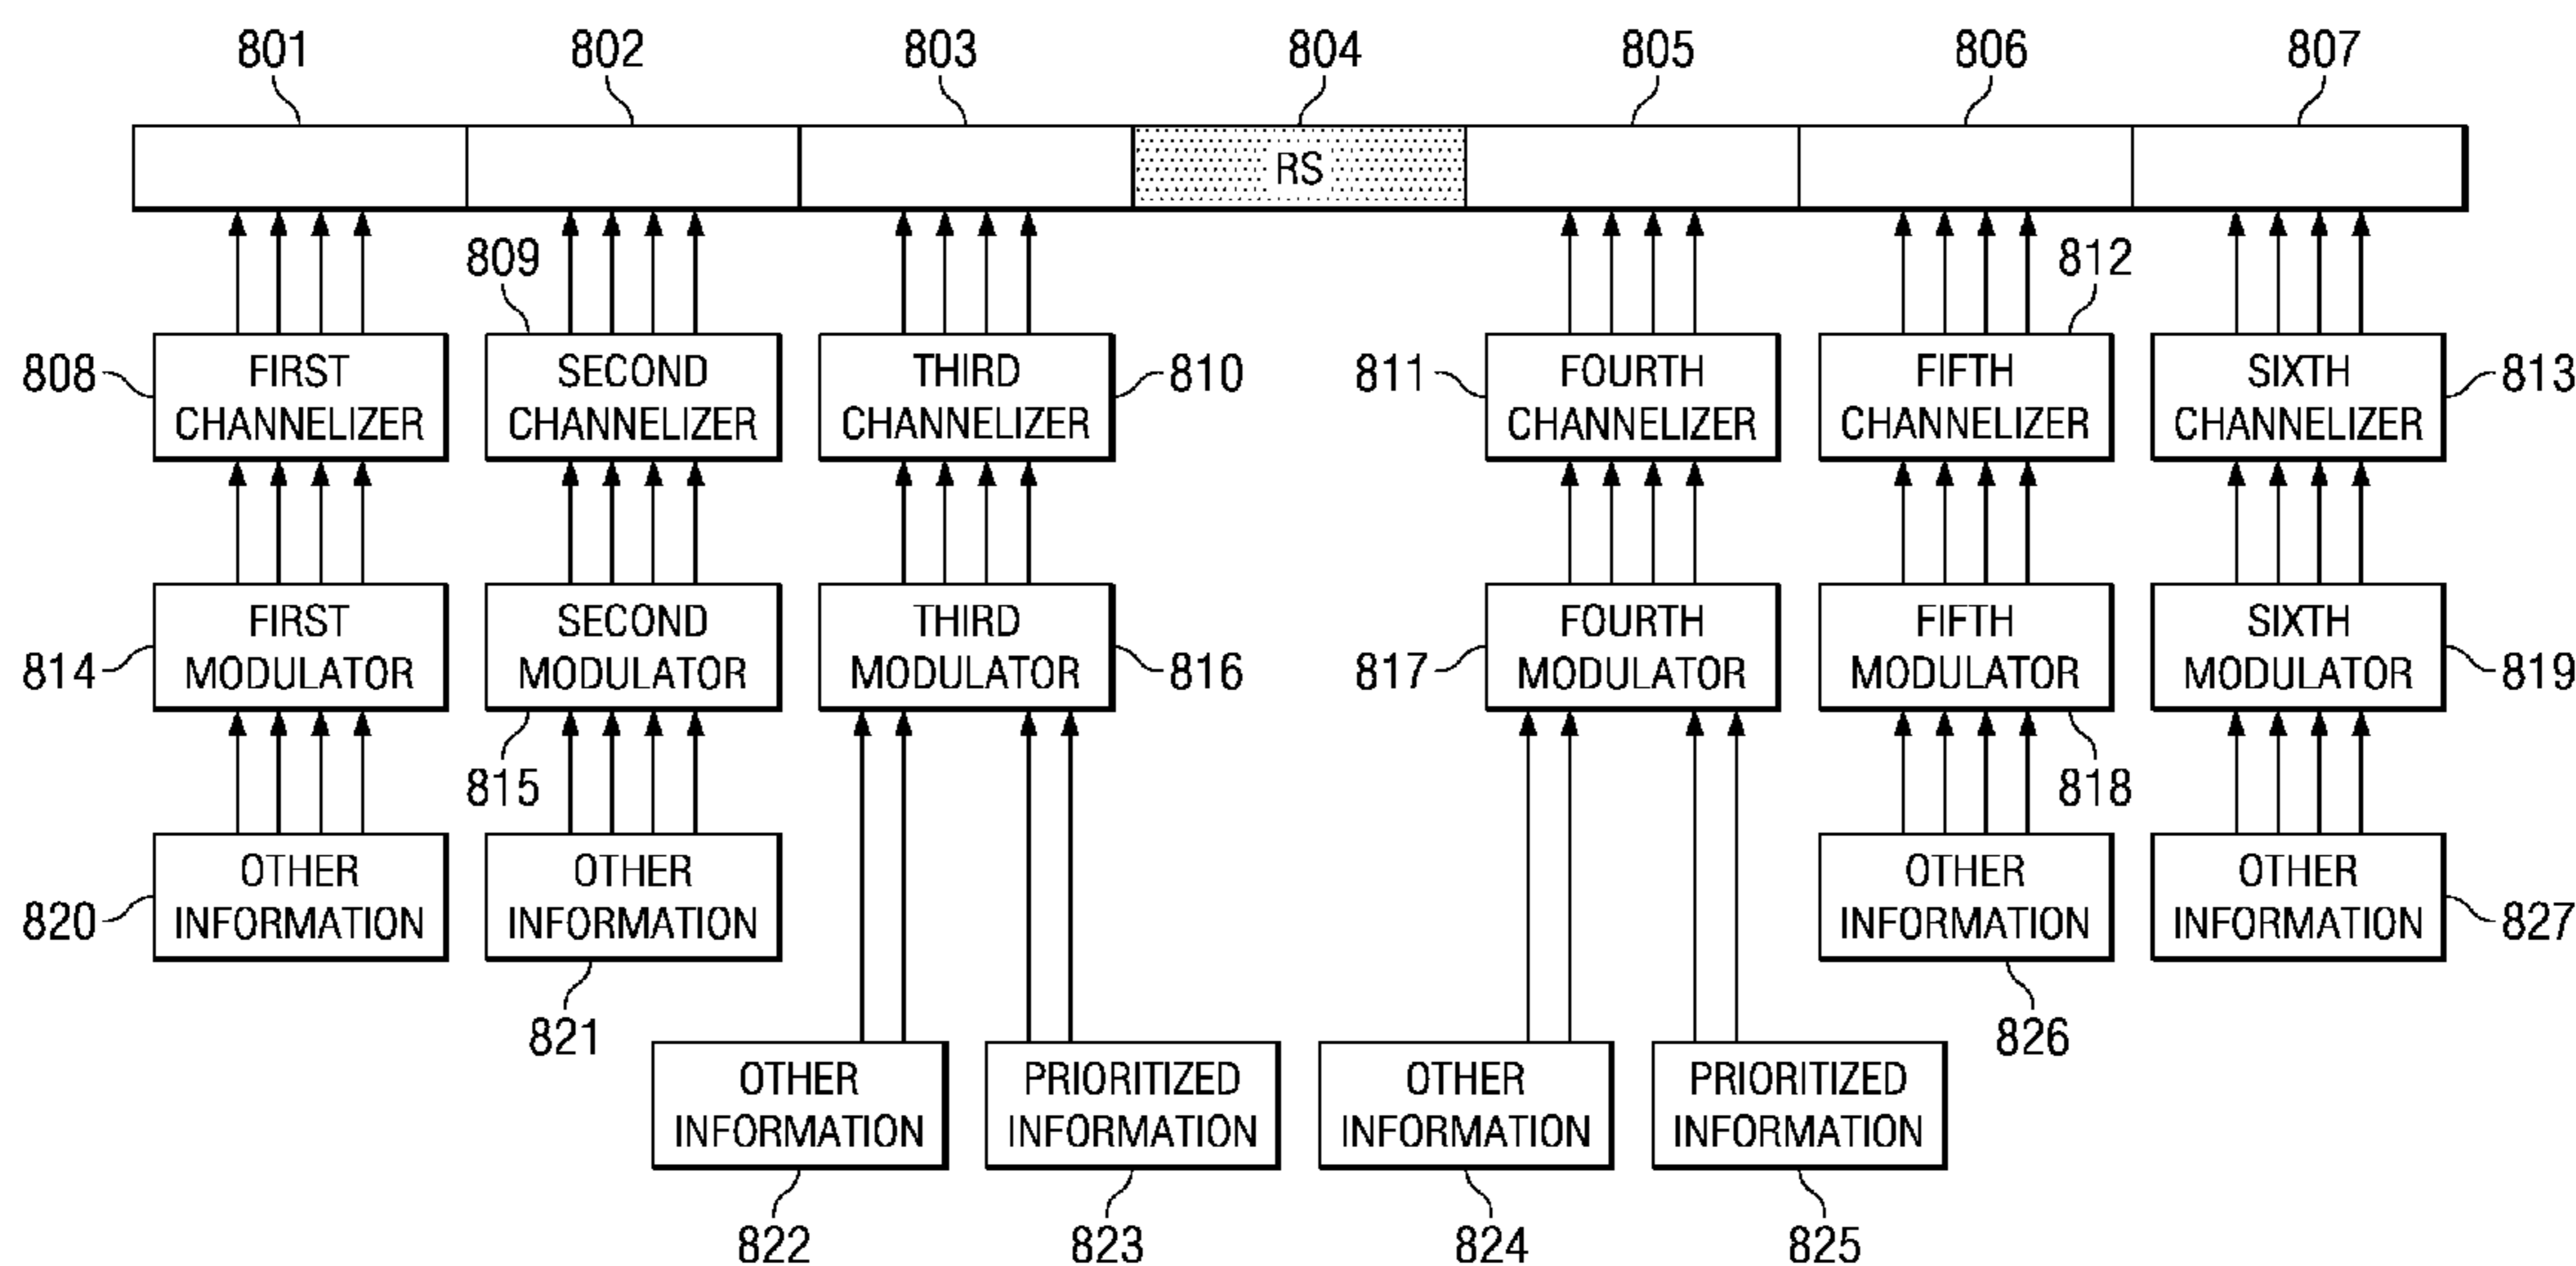 801 802 803 804 805 806 807
RS
809 812
808 FIRST CHANNELIZER
SECOND CHANNELIZER
THIRD CHANNELIZER 810
811 FOURTH CHANNELIZER
FIFTH CHANNELIZER
SIXTH CHANNELIZER 813
814 FIRST MODULATOR
SECOND MODULATOR
THIRD MODULATOR 816
817 FOURTH MODULATOR
FIFTH MODULATOR
SIXTH MODULATOR 819
815 818
820 OTHER INFORMATION
OTHER INFORMATION
OTHER INFORMATION
OTHER INFORMATION 827
821 826
OTHER INFORMATION
PRIORITIZED INFORMATION
OTHER INFORMATION
PRIORITIZED INFORMATION
822 823 824 825